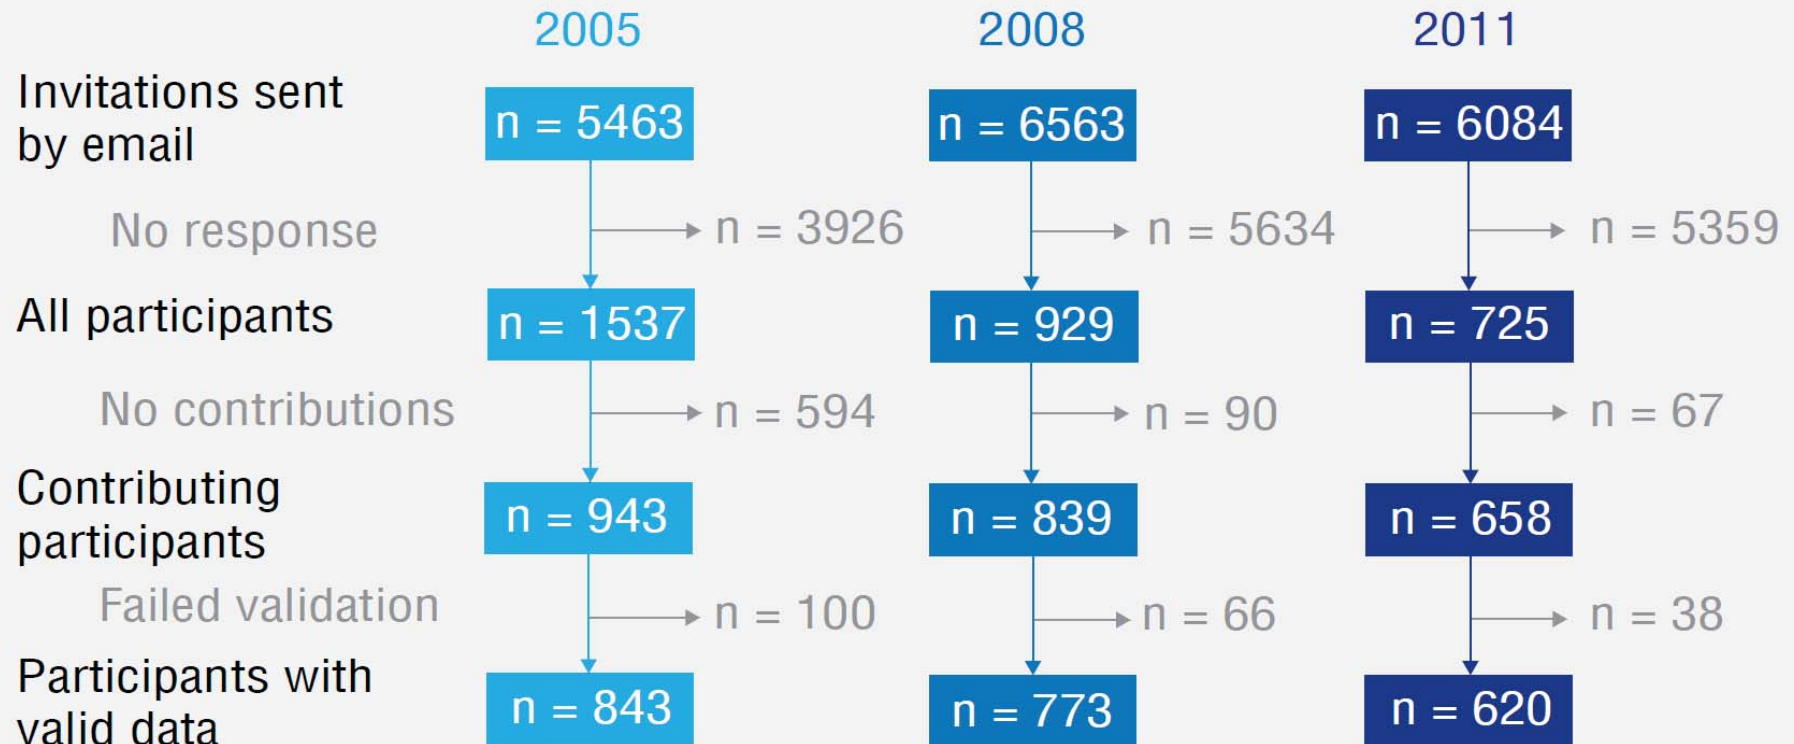 2005 2008 2011
Invitations sent
by email
n = 5463 n = 6563 n = 6084
No response n = 3926 n = 5634 n = 5359
All participants n = 1537 n = 929 n = 725
No contributions n = 594 n = 90 n = 67
Contributing
participants
n = 943 n = 839 n = 658
Failed validation n = 100 n = 66 n = 38
Participants with
valid data
n = 843 n = 773 n = 620